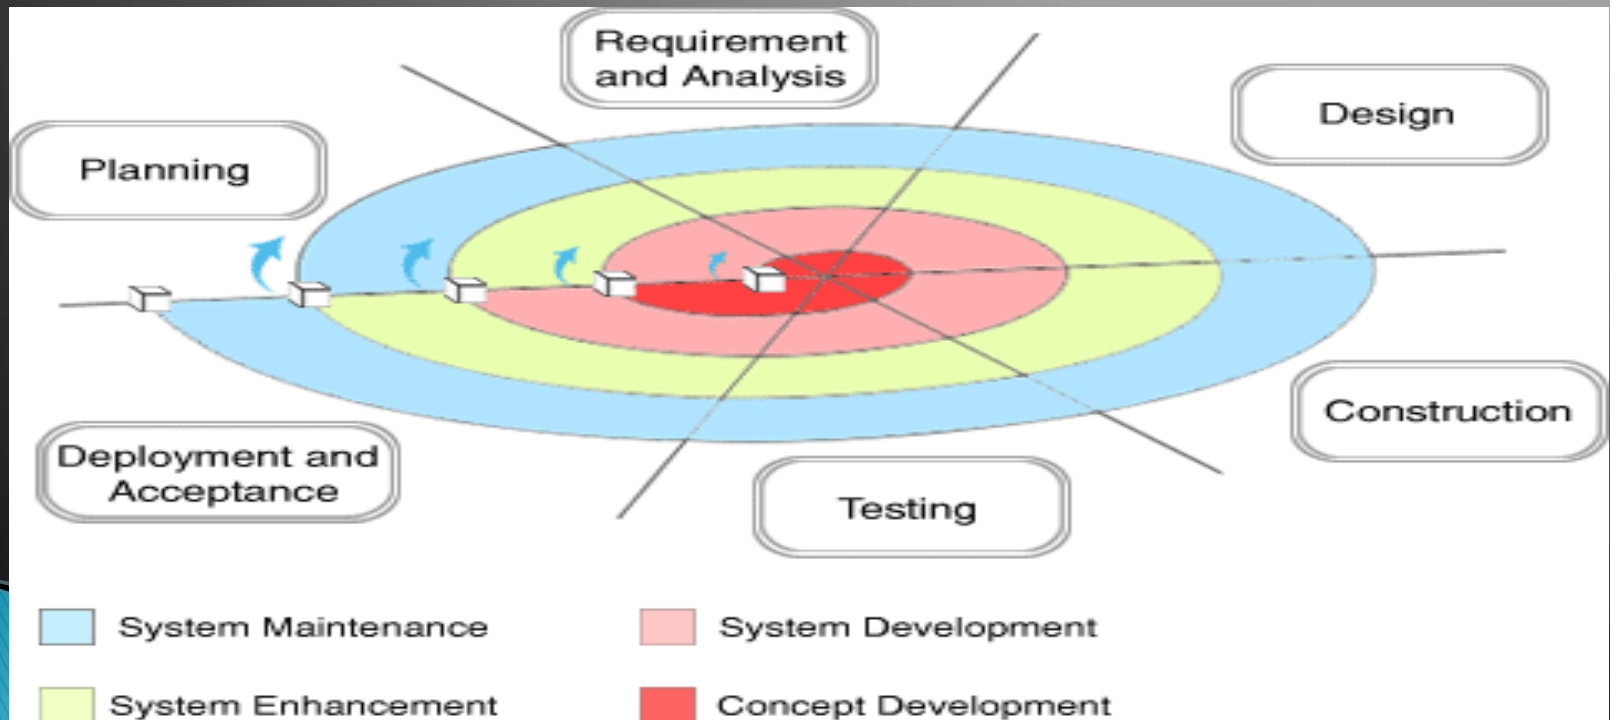 Requirement
and Analysis
Design
Planning
Construction
Deployment and
Acceptance
Testing
System Maintenance
System Development
System Enhancement
Concept Development